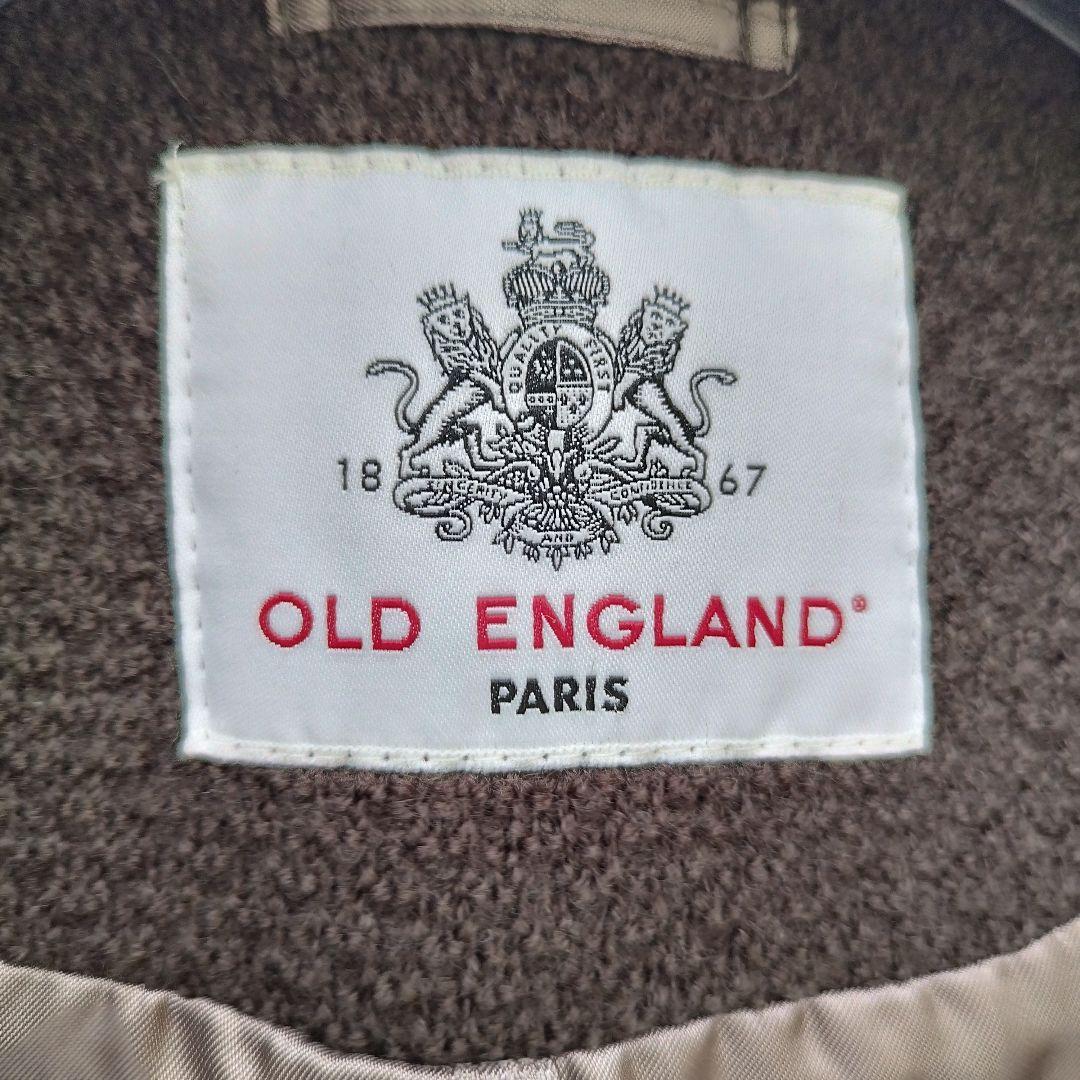 QUALITY FIRST
18 67
SINCERITY AND CONFIDENCE
OLD ENGLAND®
PARIS